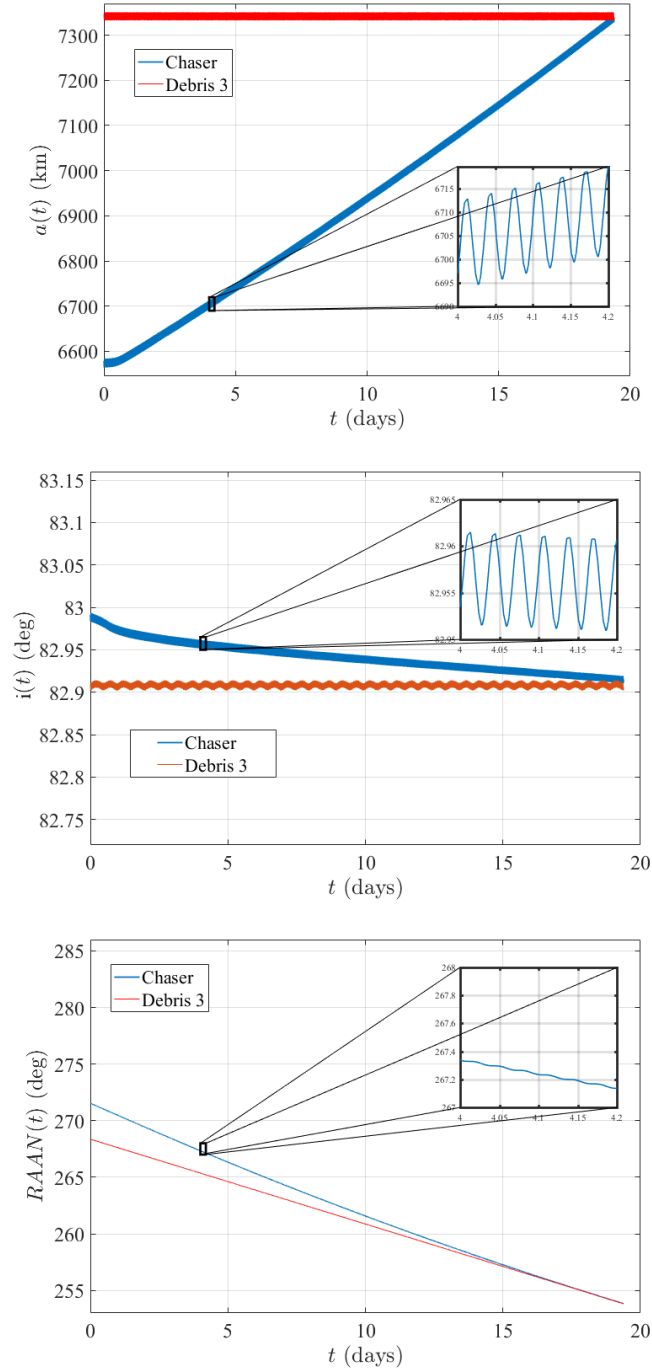 7300
7200
7100
7000
6900
6800
6700
6600
a(t) (km)
Chaser
Debris 3
6715
6710
6705
6700
6695
6690
4 4.05 4.1 4.15 4.2
0 5 10 15 20
t (days)
83.15
83.1
83.05
83
82.95
82.9
82.85
82.8
82.75
i(t) (deg)
82.965
82.96
82.955
82.95
4 4.05 4.1 4.15 4.2
Chaser
Debris 3
0 5 10 15 20
t (days)
285
280
275
270
265
260
255
RAAN(t) (deg)
Chaser
Debris 3
268
267.8
267.6
267.4
267.2
267
4 4.05 4.1 4.15 4.2
0 5 10 15 20
t (days)